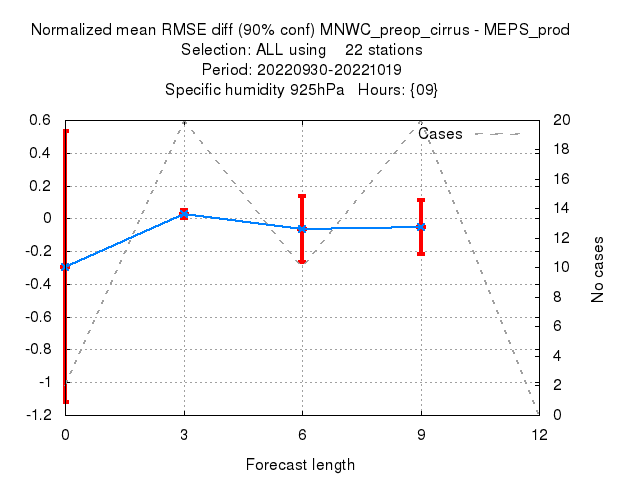 Normalized mean RMSE diff (90% conf) MNWC_preop_cirrus - MEPS_prod
Selection: ALL using 22 stations
Period: 20220930-20221019
Specific humidity 925hPa Hours: {09}
Cases
0.6
0.4
0.2
0
-0.2
-0.4
-0.6
-0.8
-1
-1.2
20
18
16
14
12
10
8
6
4
2
0
No cases
0 3 6 9 12
Forecast length